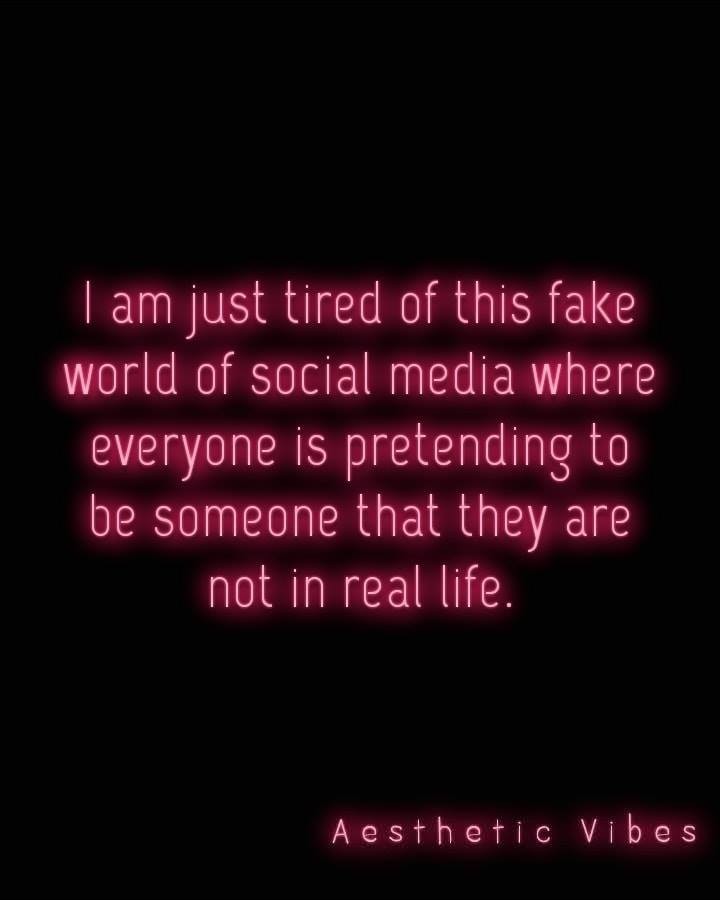 I am just tired of this fake
world of social media where
everyone is pretending to
be someone that they are
not in real life.
Aesthetic Vibes